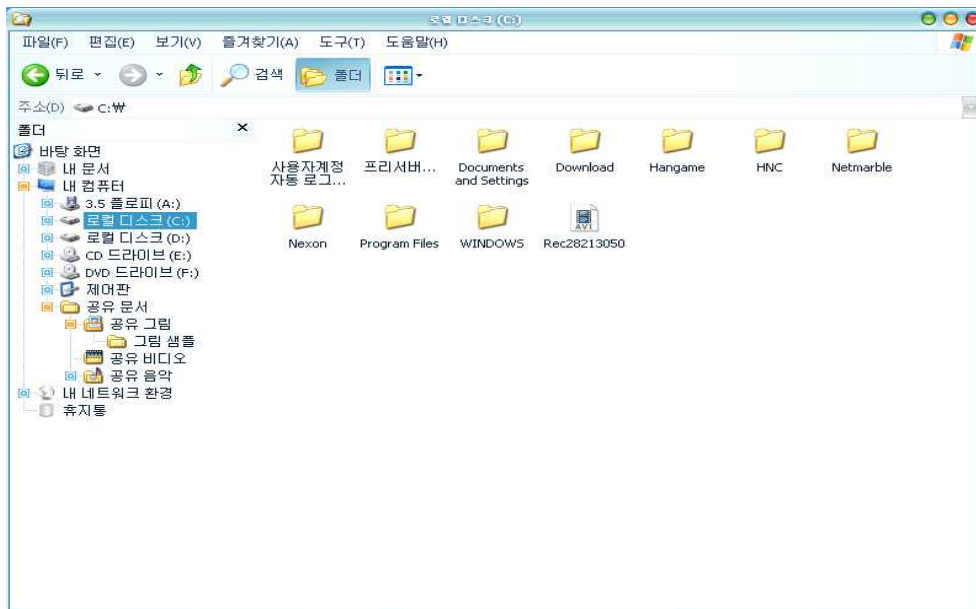 로컬 디스크 (C:)
파일(F) 편집(E) 보기(V) 즐겨찾기(A) 도구(T) 도움말(H)
뒤로 검색 폴더
주소(D) C:₩
폴더
바탕 화면
내 문서
내 컴퓨터
3.5 플로피 (A:)
로컬 디스크 (C:)
로컬 디스크 (D:)
CD 드라이브 (E:)
DVD 드라이브 (F:)
제어판
공유 문서
공유 그림
그림 샘플
공유 비디오
공유 음악
내 네트워크 환경
휴지통
사용자계정
자동 로그...
프리서버...
Documents
and Settings
Download
Hangame
HNC
Netmarble
Nexon
Program Files
WINDOWS
AVI
Rec28213050